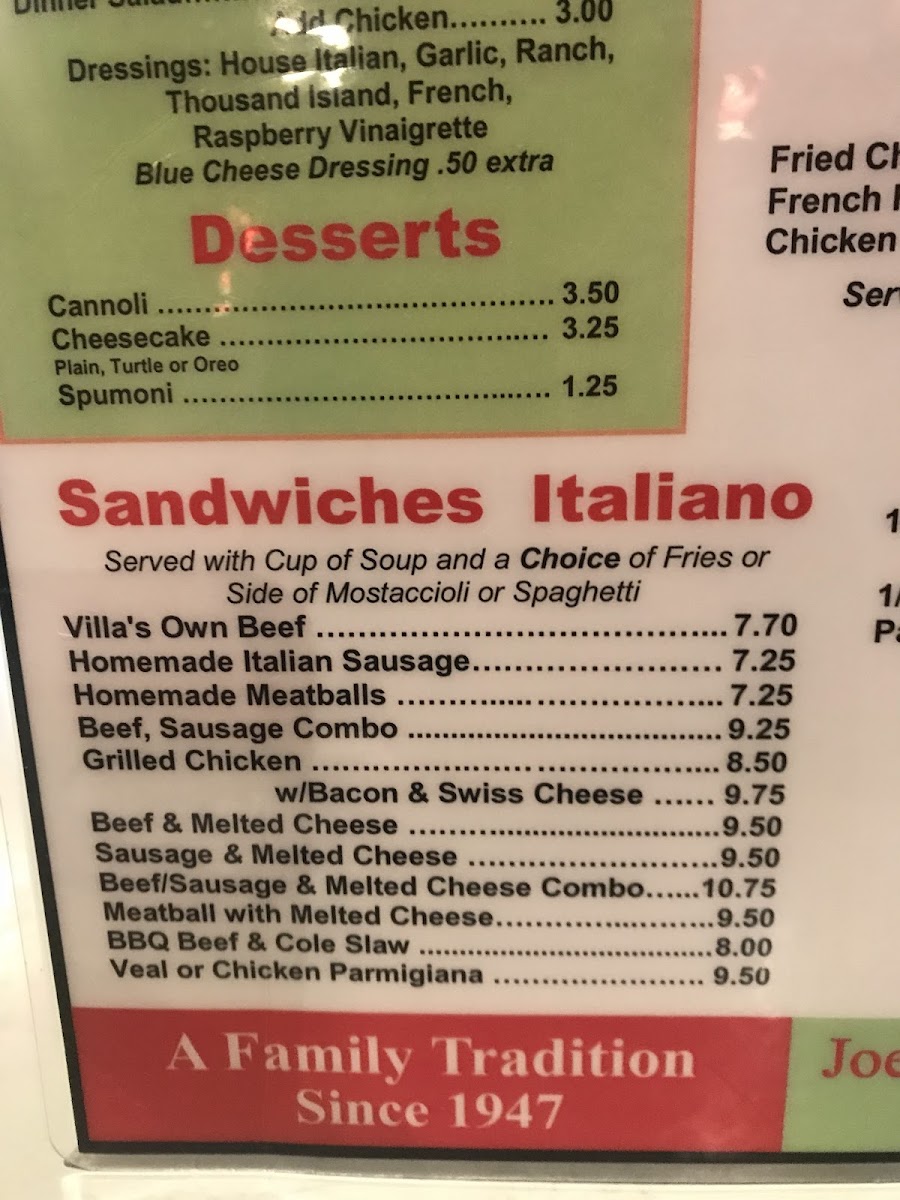 Dinner
Add Chicken.......... 3.00
Dressings: House Italian, Garlic, Ranch,
Thousand Island, French,
Raspberry Vinaigrette
Blue Cheese Dressing .50 extra
Desserts
Cannoli ........................................... 3.50
Cheesecake .................................... 3.25
Plain, Turtle or Oreo
Spumoni ........................................ 1.25
Sandwiches Italiano
Served with Cup of Soup and a Choice of Fries or
Side of Mostaccioli or Spaghetti
Villa's Own Beef ........................................ 7.70
Homemade Italian Sausage........................ 7.25
Homemade Meatballs ................................ 7.25
Beef, Sausage Combo ...................................... 9.25
Grilled Chicken ........................................ 8.50
w/Bacon & Swiss Cheese ...... 9.75
Beef & Melted Cheese ......................................9.50
Sausage & Melted Cheese ........................9.50
Beef/Sausage & Melted Cheese Combo......10.75
Meatball with Melted Cheese.....................9.50
BBQ Beef & Cole Slaw .....................................8.00
Veal or Chicken Parmigiana ..................... 9.50
A Family Tradition
Since 1947
Fried
French
Chicken